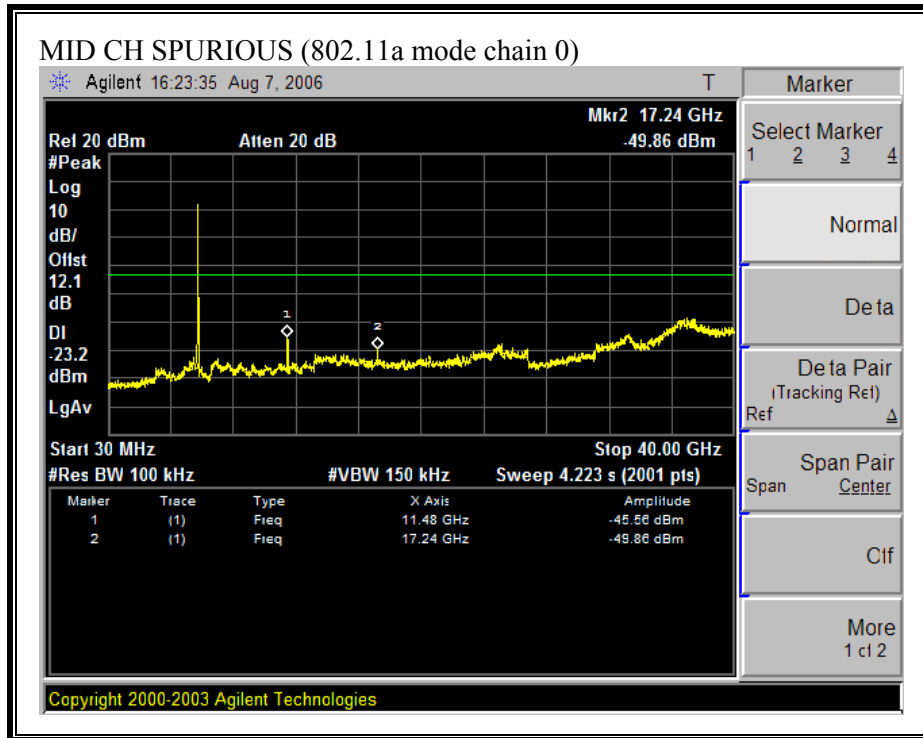 MID CH SPURIOUS (802.11a mode chain 0)
Agilent 16:23:35 Aug 7, 2006 T
Mkr2 17.24 GHz
Ref 20 dBm Atten 20 dB -49.86 dBm
#Peak
Log
10
dB/
Offst
12.1
dB
DI
-23.2
dBm
LgAv
1
2
Start 30 MHz Stop 40.00 GHz
#Res BW 100 kHz #VBW 150 kHz Sweep 4.223 s (2001 pts)
Marker Trace Type X Axis Amplitude
1 (1) Freq 11.48 GHz
2 (1) Freq 17.24 GHz -49.86 dBm
Marker
Select Marker
1 2 3 4
Normal
De ta
De ta Pair
(Tracking Ref)
Ref Δ
Span Pair
Span Center
Off
More
1 of 2
Copyright 2000-2003 Agilent Technologies